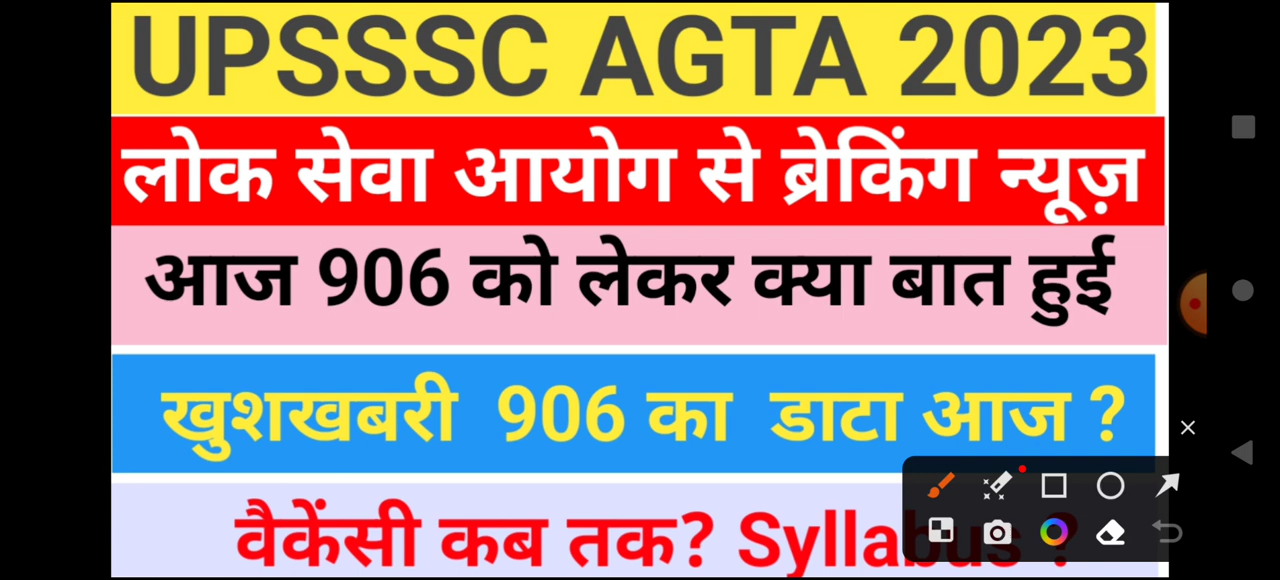 UPSSSC AGTA 2023
लोक सेवा आयोग से ब्रेकिंग न्यूज़
आज 906 को लेकर क्या बात हुई
खुशखबरी 906 का डाटा आज ?
वैकेंसी कब तक? Syllabus ?